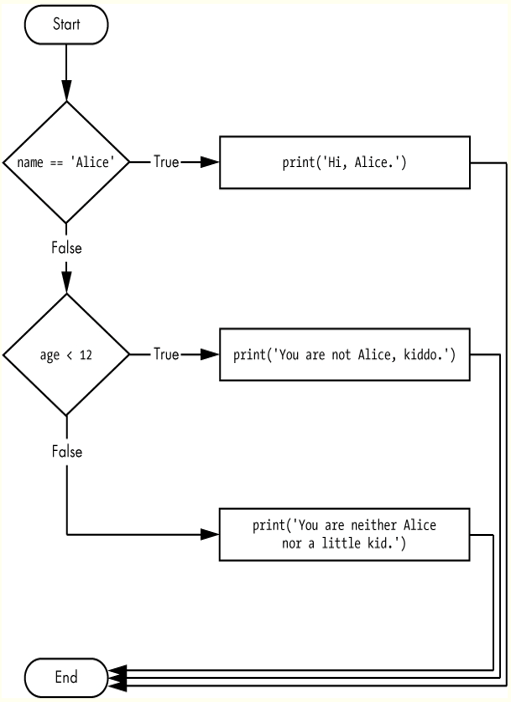 Start
name == 'Alice'
True
print('Hi, Alice.')
False
age < 12
True
print('You are not Alice, kiddo.')
False
print('You are neither Alice
nor a little kid.')
End